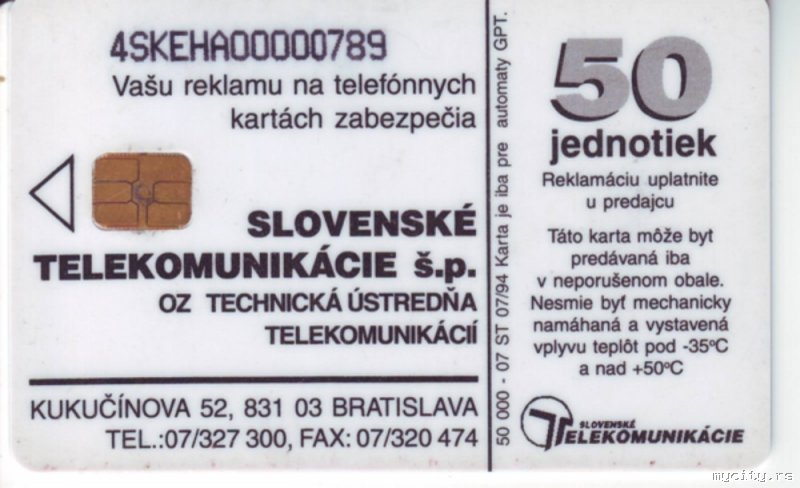 4SKEHA00000789
Vašu reklamu na telefónnych
kartách zabezpečia
SLOVENSKÉ
TELEKOMUNIKÁCIE š.p.
OZ TECHNICKÁ ÚSTREDŇA
TELEKOMUNIKÁCIÍ
KUKUČÍNOVA 52, 831 03 BRATISLAVA
TEL.:07/327 300, FAX: 07/320 474
50 000 - 07 ST 07/94 Karta je iba pre automaty GPT.
50
jednotiek
Reklamáciu uplatnite
u predajcu
Táto karta môže byt
predávaná iba
v neporušenom obale.
Nesmie byť mechanicky
namáhaná a vystavená
vplyvu teplôt pod -35°C
a nad +50°C
SLOVENSKÉ
TELEKOMUNIKÁCIE
mycity.rs